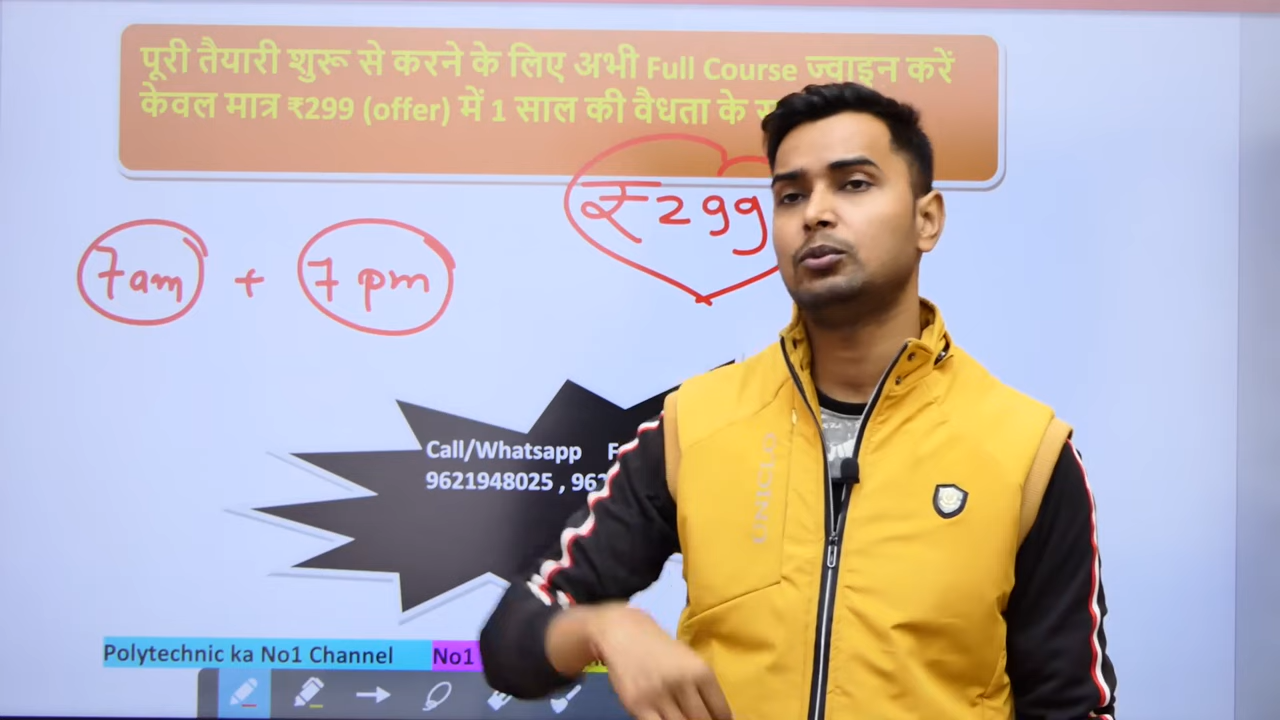 पूरी तैयारी शुरू से करने के लिए अभी Full Course ज्वाइन करें
केवल मात्र ₹299 (offer) में 1 साल की वैधता के
₹299
7am + 7pm
Call/Whatsapp
9621948025 ,
UNICLO
Polytechnic ka No1 Channel No1